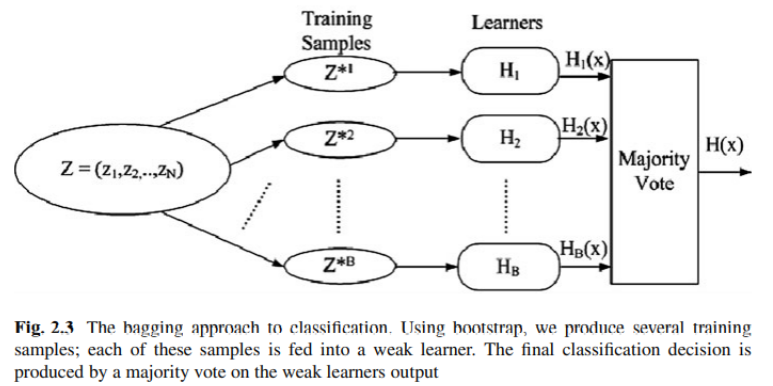 Training
Samples
Learners
Z*1
H1
H1(x)
Z*2
H2
H2(x)
Z = (z1,z2,..,zN)
Majority
Vote
H(x)
Z*B
HB
HB(x)
Fig. 2.3 The bagging approach to classification. Using bootstrap, we produce several training
samples; each of these samples is fed into a weak learner. The final classification decision is
produced by a majority vote on the weak learners output